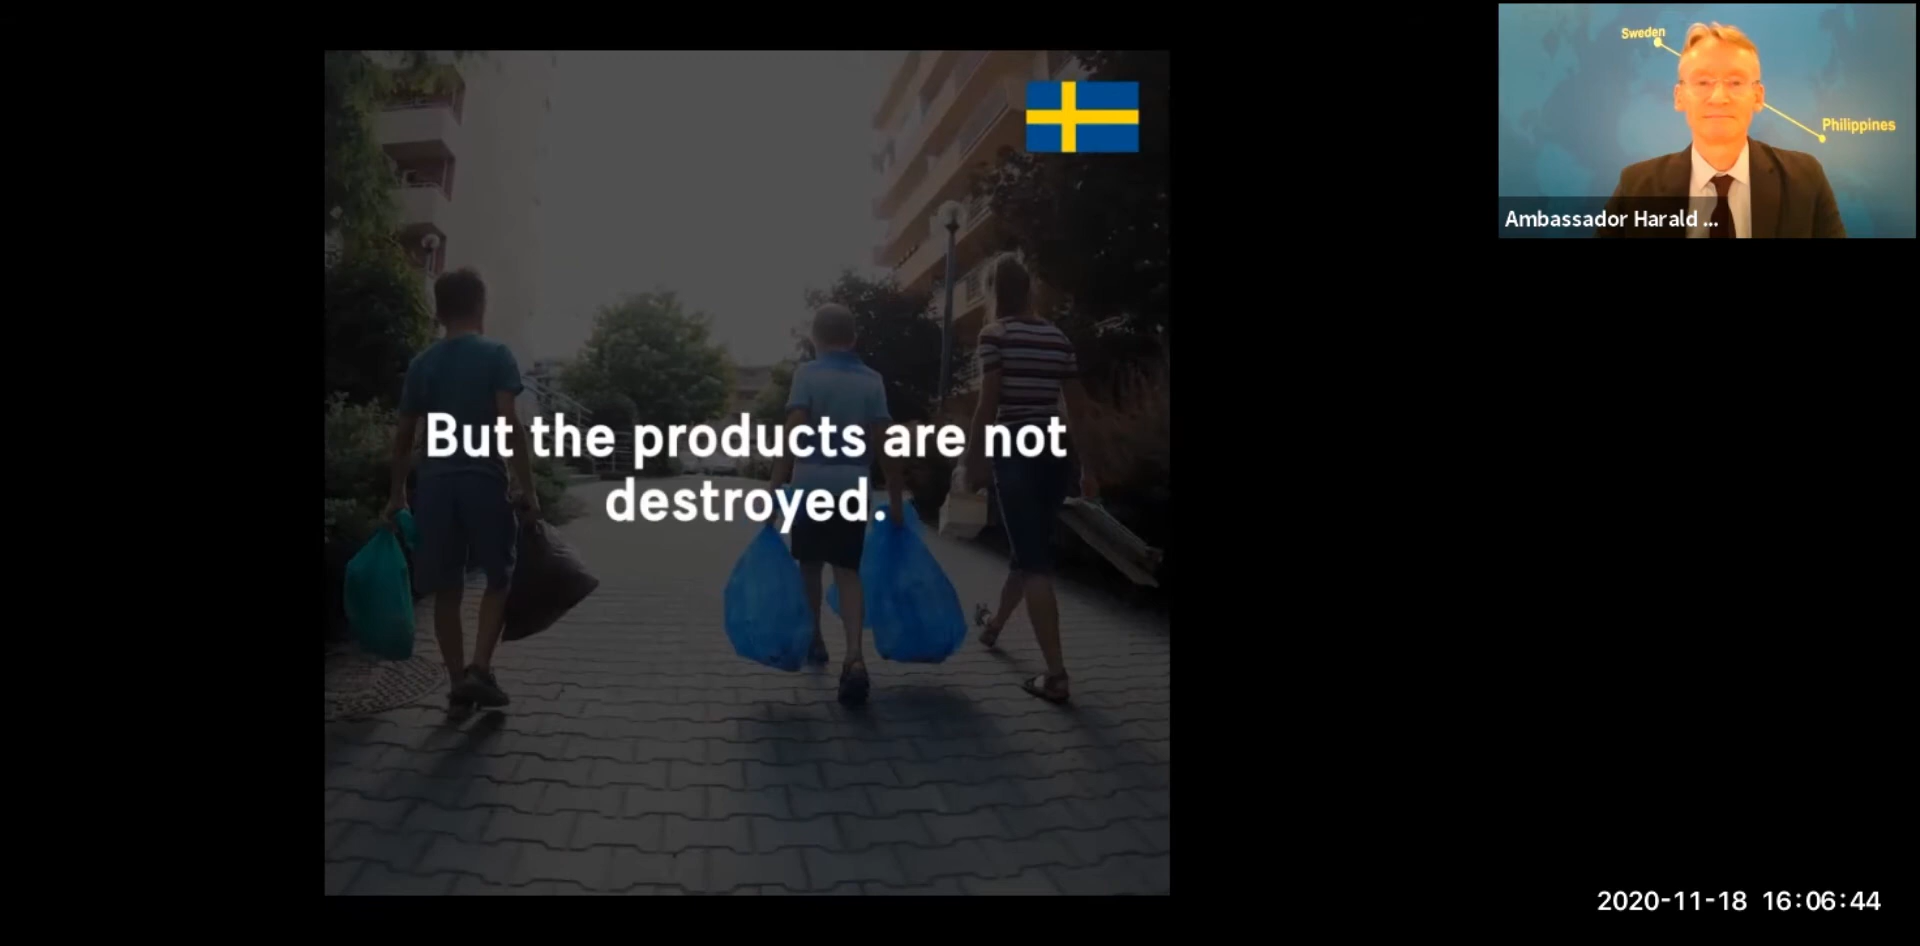 Sweden
Philippines
Ambassador Harald ...
But the products are not
destroyed.
2020-11-18 16:06:44